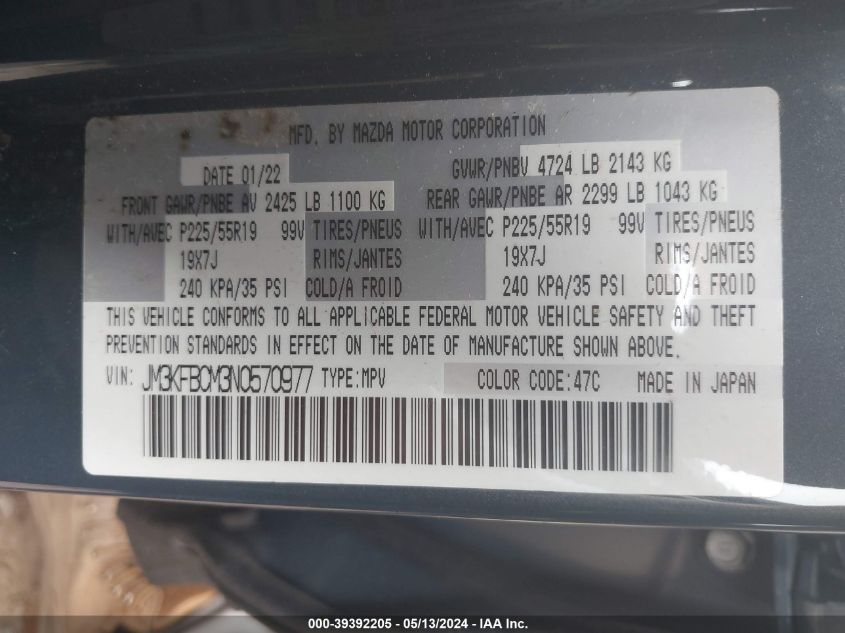 MFD. BY MAZDA MOTOR CORPORATION
DATE 01/22 GVWR/PNBV 4724 LB 2143 KG
FRONT GAWR/PNBE AV 2425 LB 1100 KG REAR GAWR/PNBE AR 2299 LB 1043 KG
WITH/AVEC P225/55R19 99V TIRES/PNEUS WITH/AVEC P225/55R19 99V TIRES/PNEUS
19X7J RIMS/JANTES 19X7J RIMS/JANTES
240 KPA/35 PSI COLD/A FROID 240 KPA/35 PSI COLD/A FROID
THIS VEHICLE CONFORMS TO ALL APPLICABLE FEDERAL MOTOR VEHICLE SAFETY AND THEFT
PREVENTION STANDARDS IN EFFECT ON THE DATE OF MANUFACTURE SHOWN ABOVE.
VIN: JM3KFBCM3N0570977 TYPE:MPV COLOR CODE:47C MADE IN JAPAN
000-39392205 - 05/13/2024 - IAA Inc.